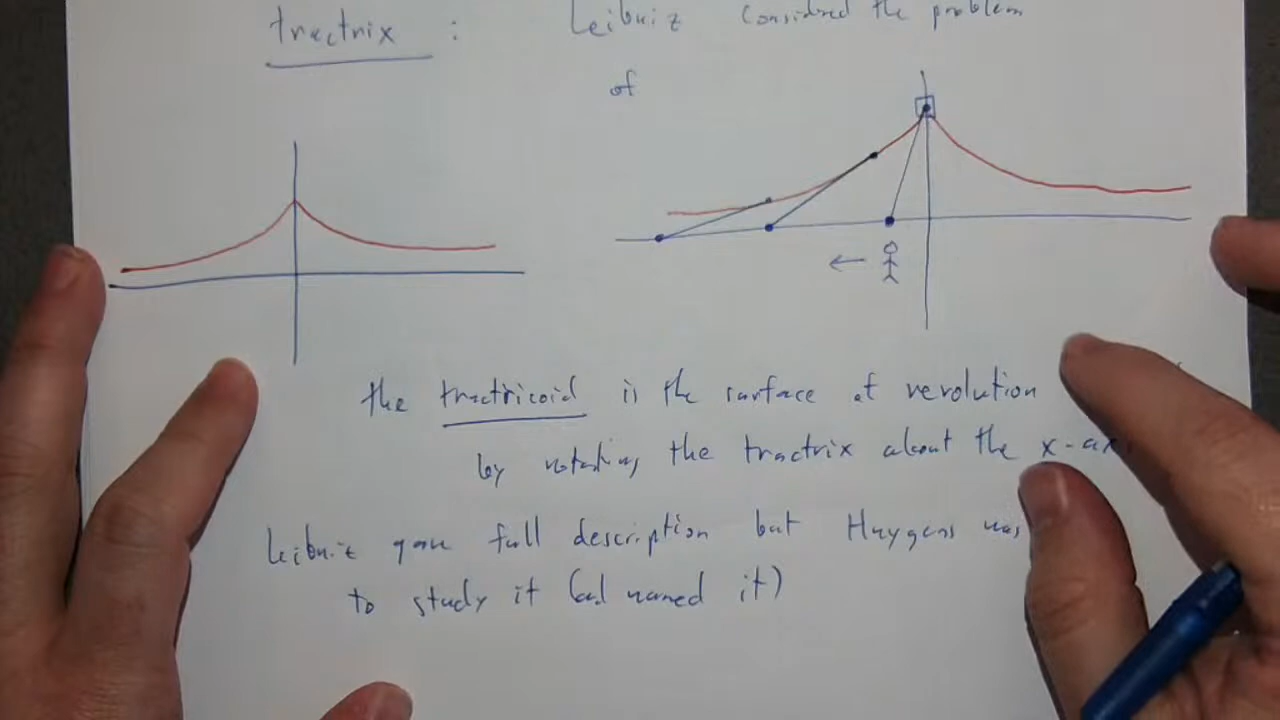 tractrix : Leibniz considered the problem
of
the tractricoid is the surface of revolution
by rotating the tractrix about the x-ax
Leibniz gave full description but Huygens was
to study it (and named it)